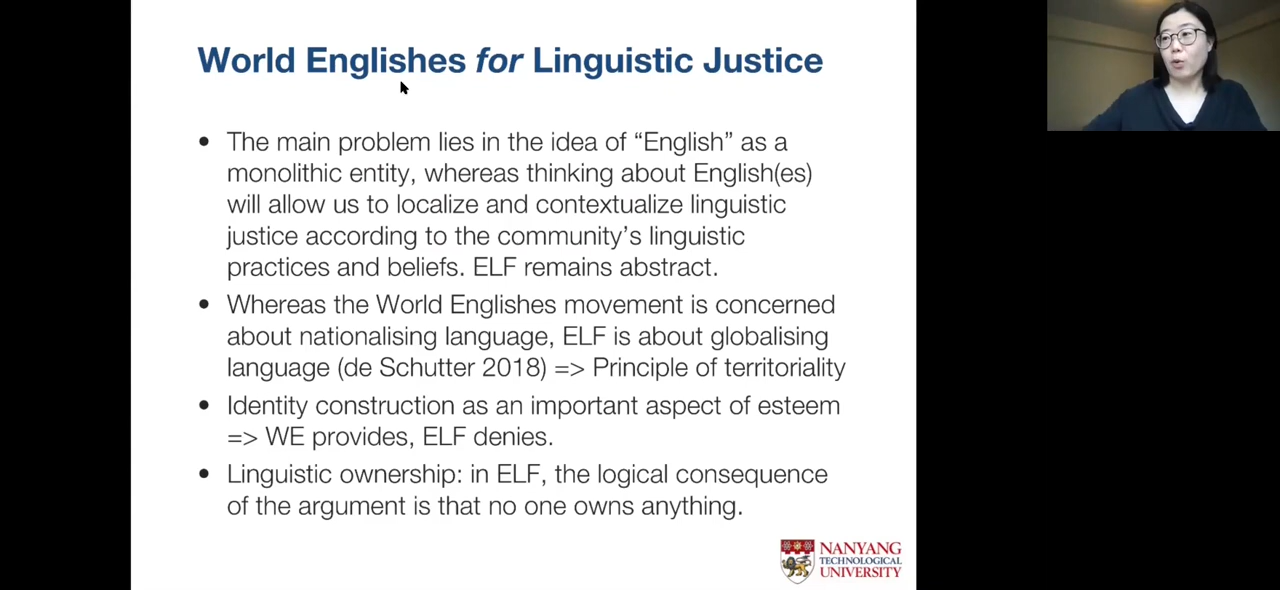 World Englishes for Linguistic Justice
• The main problem lies in the idea of “English” as a
monolithic entity, whereas thinking about English(es)
will allow us to localize and contextualize linguistic
justice according to the community’s linguistic
practices and beliefs. ELF remains abstract.
• Whereas the World Englishes movement is concerned
about nationalising language, ELF is about globalising
language (de Schutter 2018) => Principle of territoriality
• Identity construction as an important aspect of esteem
=> WE provides, ELF denies.
• Linguistic ownership: in ELF, the logical consequence
of the argument is that no one owns anything.
NANYANG
TECHNOLOGICAL
UNIVERSITY